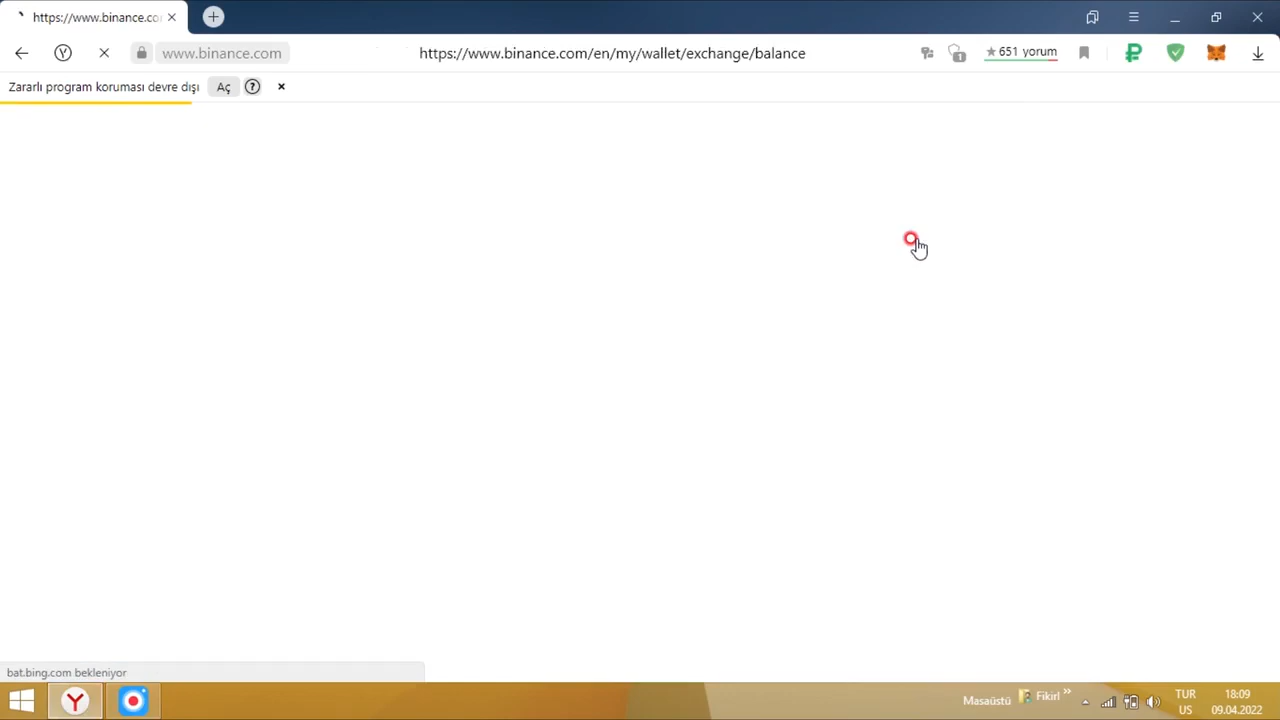 https://www.binance.co
www.binance.com
https://www.binance.com/en/my/wallet/exchange/balance
★ 651 yorum
1
Zararlı program koruması devre dışı
Aç
?
bat.bing.com bekleniyor
Masaüstü
Fikirl »
TUR
US
18:09
09.04.2022